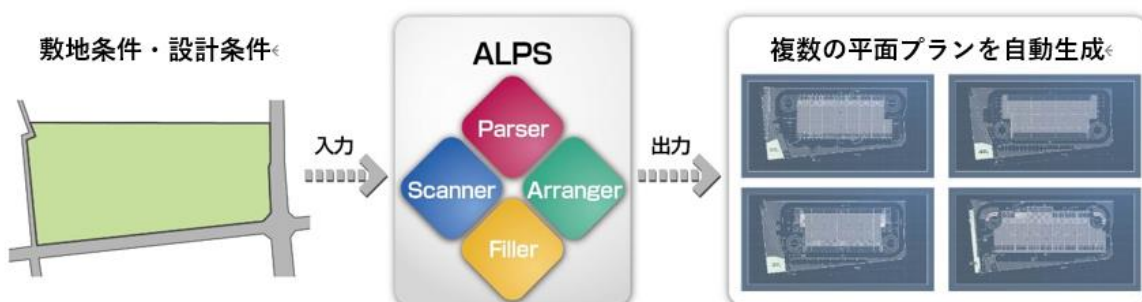 敷地条件・設計条件↵
入力
ALPS
Parser
Scanner
Arranger
Filler
出力
複数の平面プランを自動生成↵